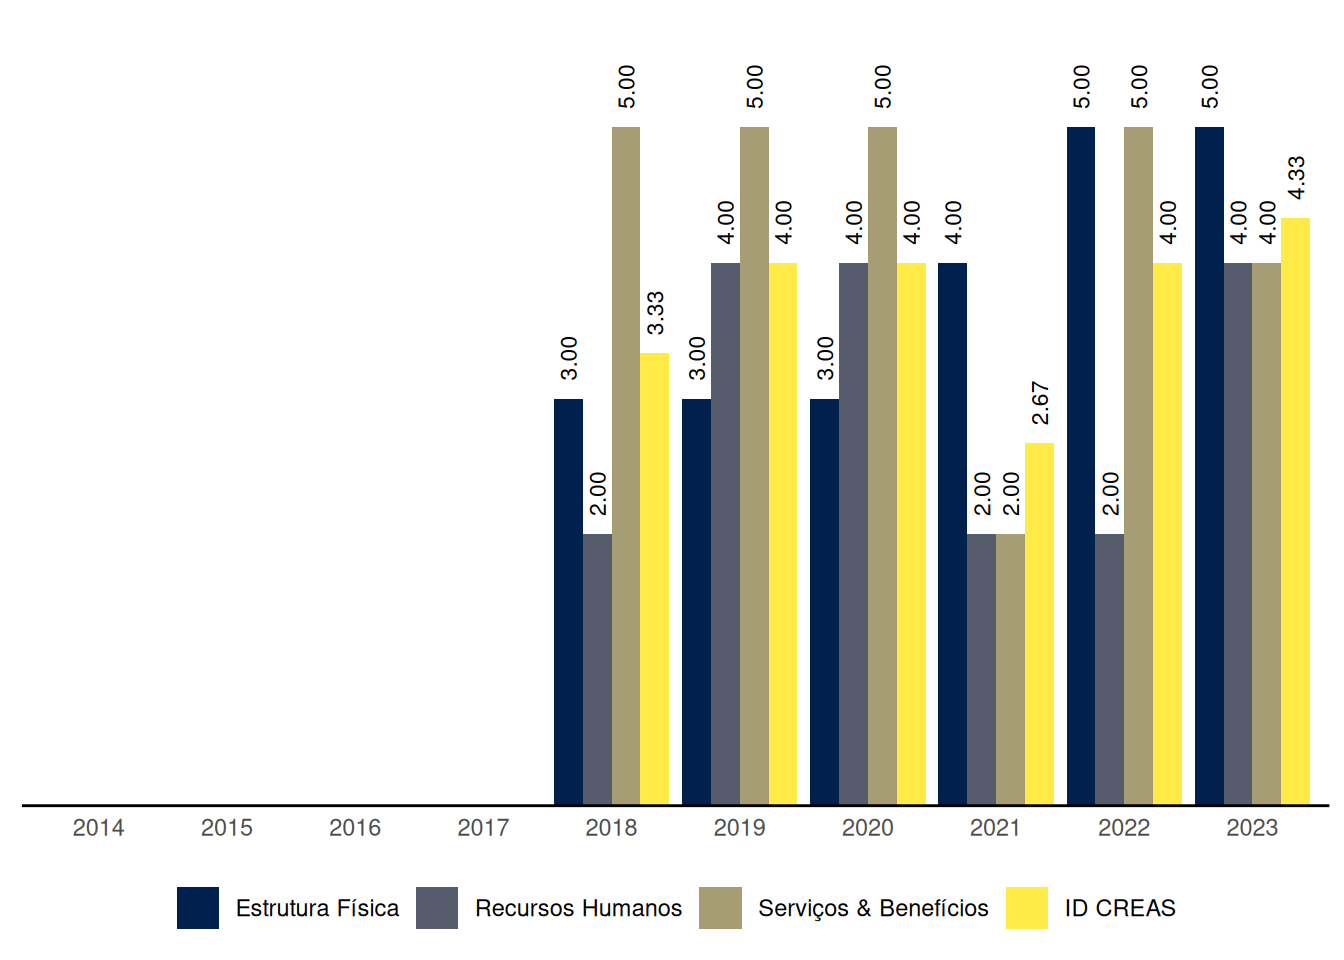 5.00 5.00 5.00 5.00 5.00 5.00
4.33
4.00 4.00 4.00 4.00 4.00 4.00 4.00 4.00
3.33
3.00 3.00 3.00
2.67
2.00 2.00 2.00 2.00
2014 2015 2016 2017 2018 2019 2020 2021 2022 2023
Estrutura Física Recursos Humanos Serviços & Benefícios ID CREAS